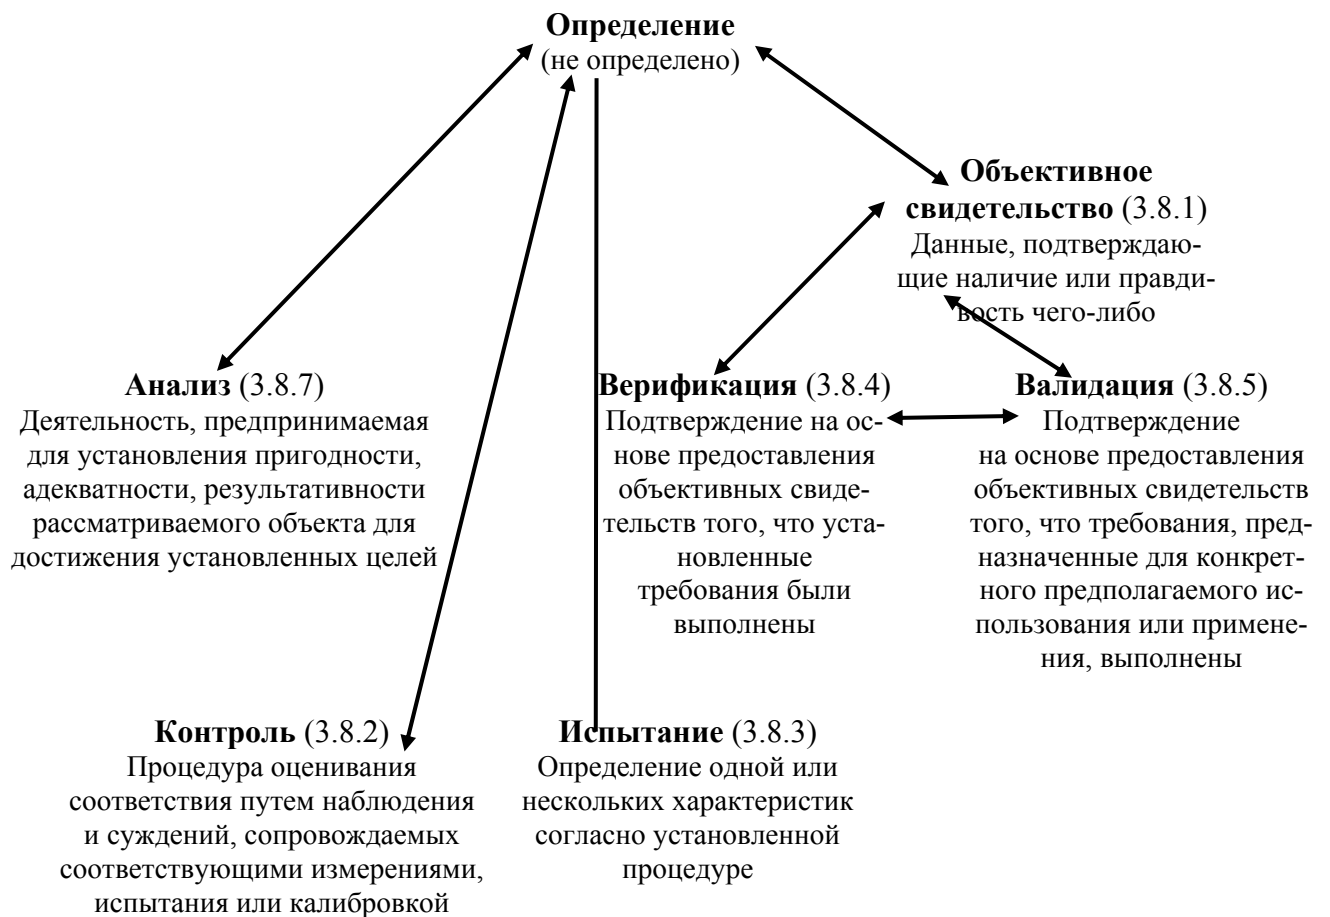 Определение
(не определено)
Объективное
свидетельство (3.8.1)
Данные, подтверждаю-
щие наличие или правди-
вость чего-либо
Анализ (3.8.7)
Деятельность, предпринимаемая
для установления пригодности,
адекватности, результативности
рассматриваемого объекта для
достижения установленных целей
Верификация (3.8.4)
Подтверждение на ос-
нове предоставления
объективных свиде-
тельств того, что уста-
новленные
требования были
выполнены
Валидация (3.8.5)
Подтверждение
на основе предоставления
объективных свидетельств
того, что требования, пред-
назначенные для конкрет-
ного предполагаемого ис-
пользования или примене-
ния, выполнены
Контроль (3.8.2)
Процедура оценивания
соответствия путем наблюдения
и суждений, сопровождаемых
соответствующими измерениями,
испытания или калибровкой
Испытание (3.8.3)
Определение одной или
нескольких характеристик
согласно установленной
процедуре